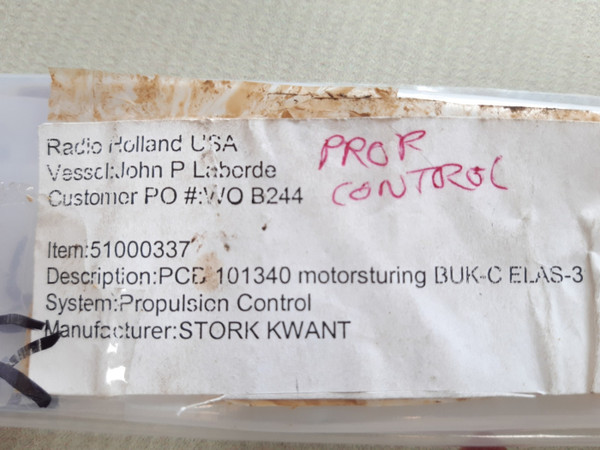 Radio Holland USA
Vessel:John P Laborde
Customer PO #:WO B244
PROP
CONTROL
Item:51000337
Description:PCB 101340 motorsturing BUK-C ELAS-3
System:Propulsion Control
Manufacturer:STORK KWANT